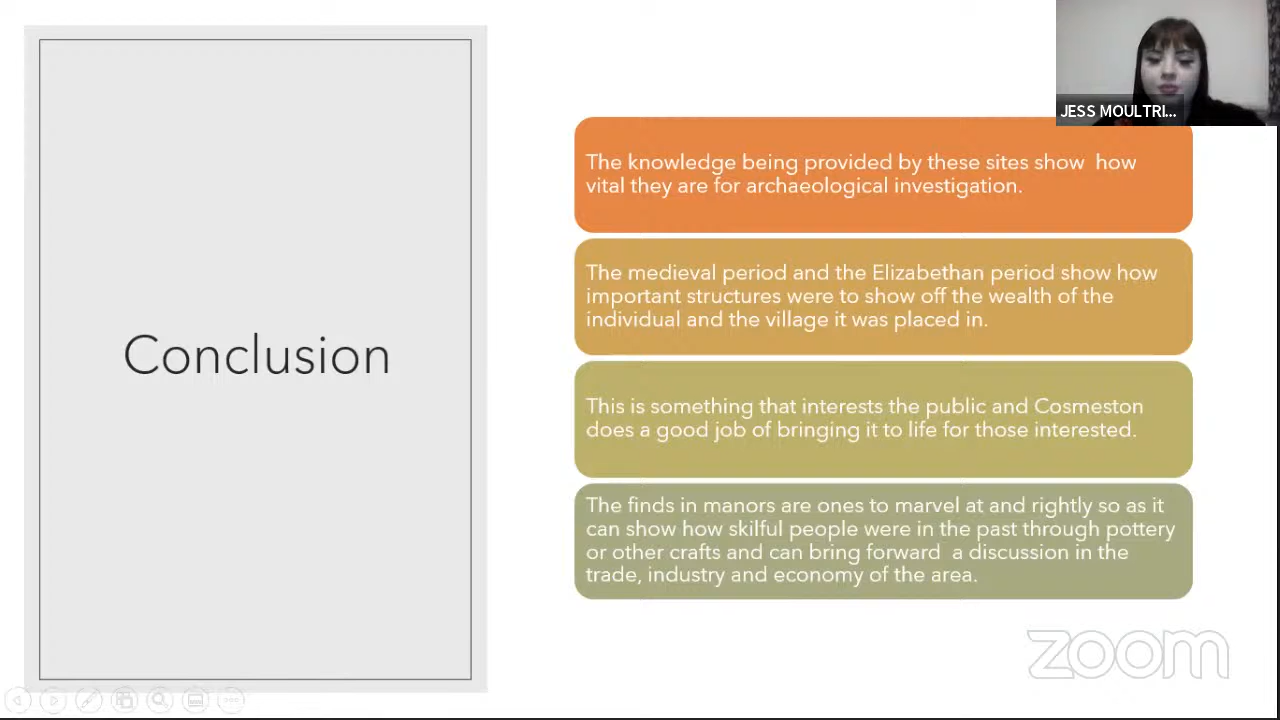 JESS MOULTRI...
The knowledge being provided by these sites show  how
vital they are for archaeological investigation.
The medieval period and the Elizabethan period show how
important structures were to show off the wealth of the
individual and the village it was placed in.
Conclusion
This is something that interests the public and Cosmeston
does a good job of bringing it to life for those interested.
The finds in manors are ones to marvel at and rightly so as it
can show how skilful people were in the past through pottery
or other crafts and can bring forward  a discussion in the
trade, industry and economy of the area.
zoom